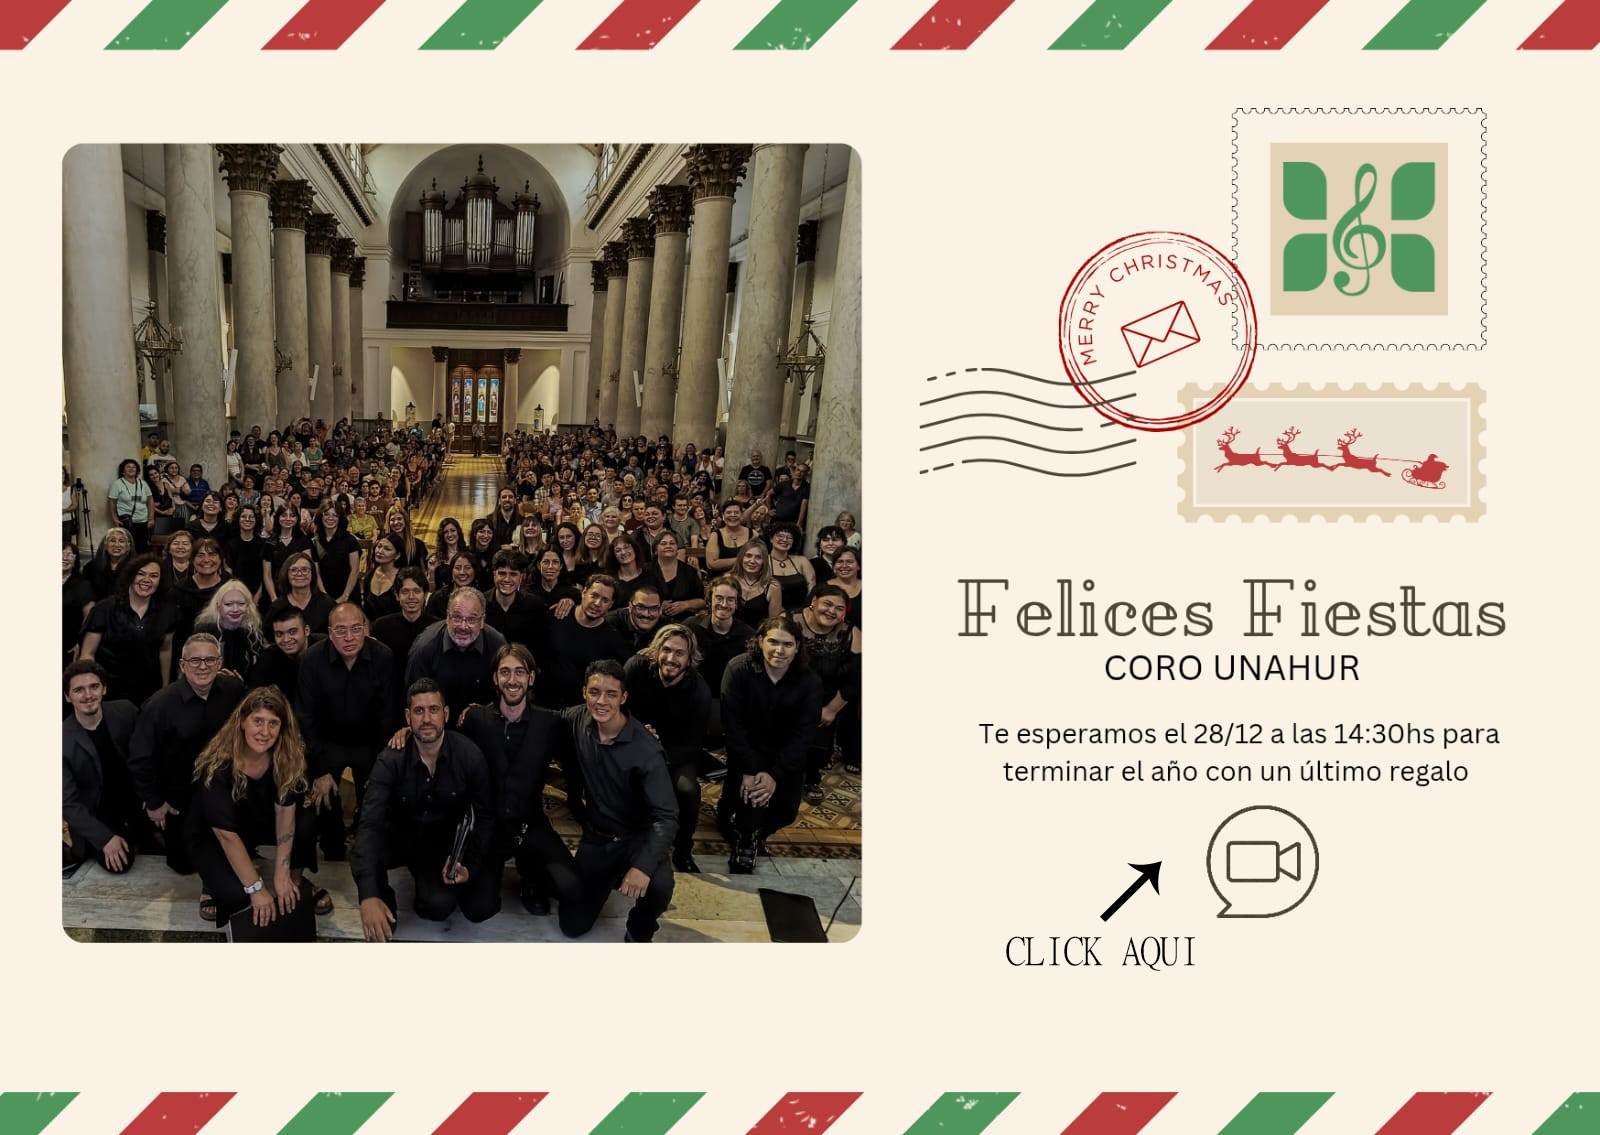 MERRY CHRISTMAS
Felices Fiestas
CORO UNAHUR
Te esperamos el 28/12 a las 14:30hs para
terminar el año con un último regalo
CLICK AQUI